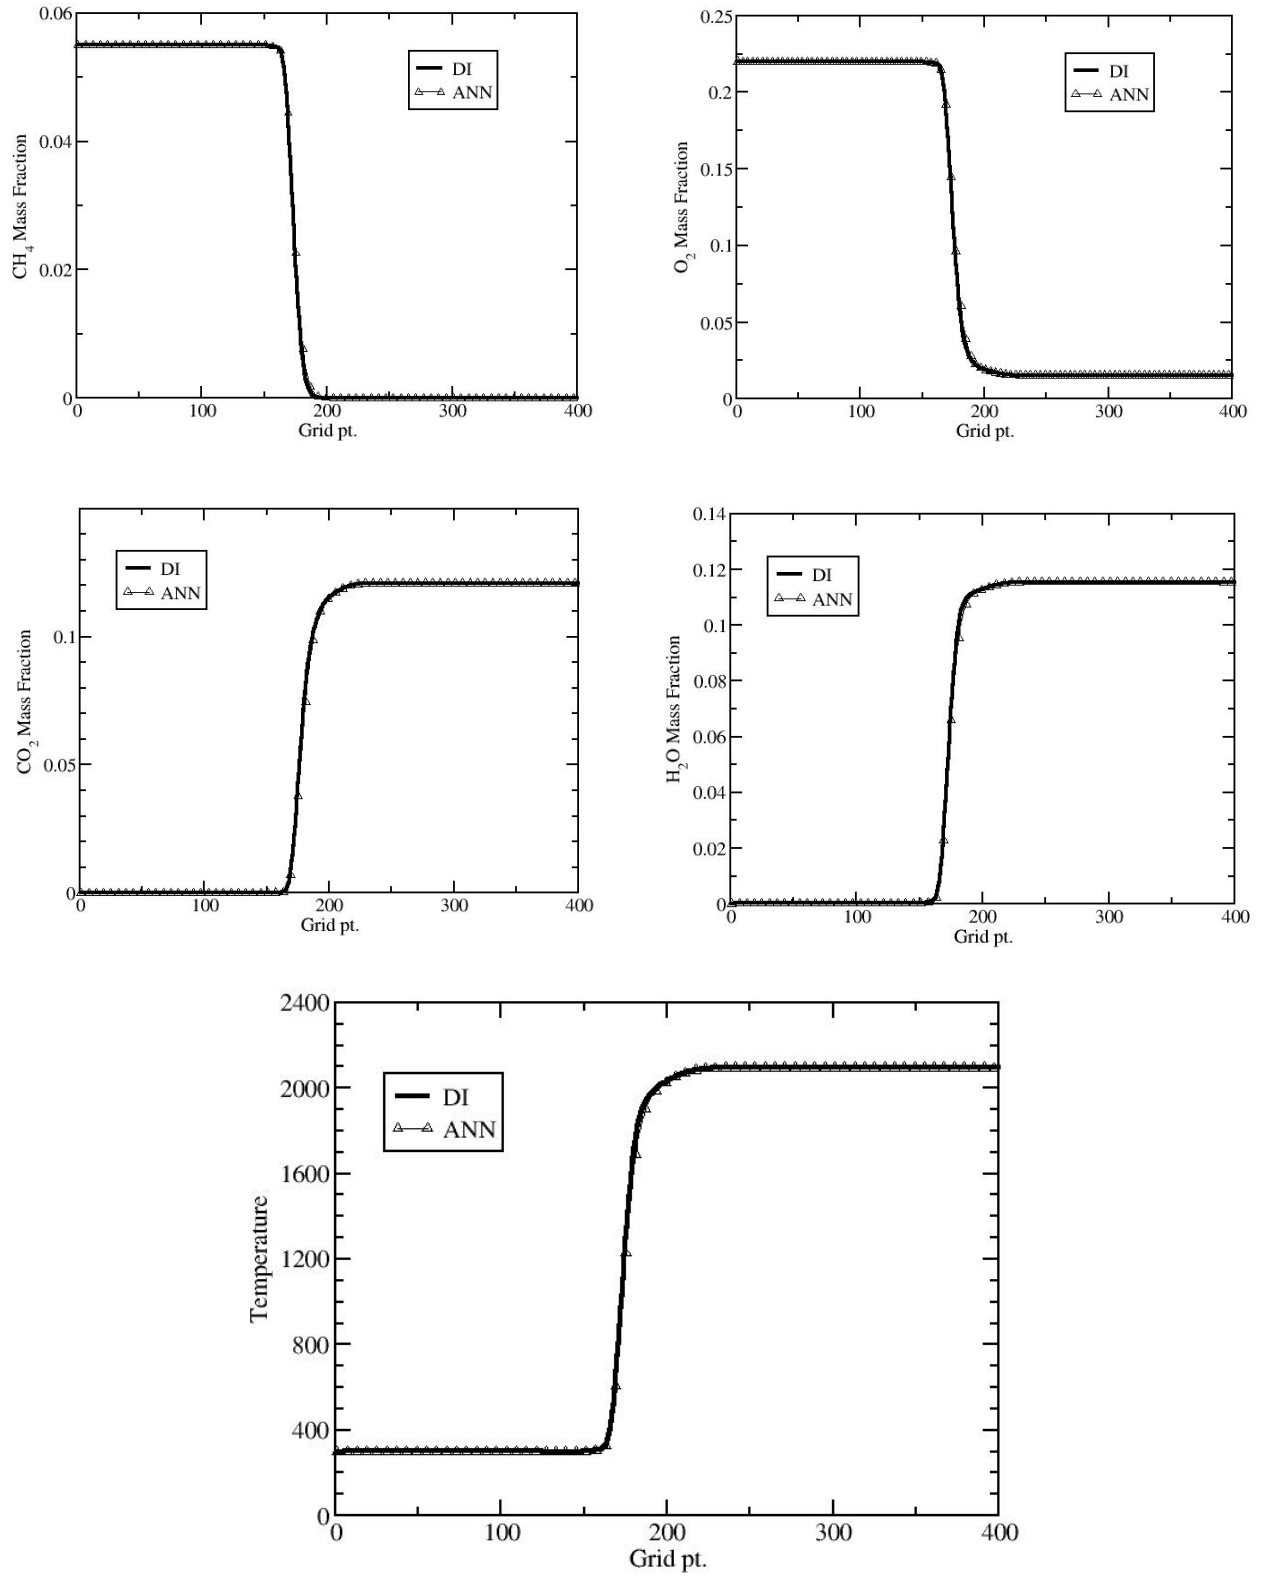 0.06
0.04
0.02
0
CH4 Mass Fraction
DI
ANN
0 100 200 300 400
Grid pt.
0.25
0.2
0.15
0.1
0.05
0
O2 Mass Fraction
DI
ANN
0 100 200 300 400
Grid pt.
0.1
0.05
0
CO2 Mass Fraction
DI
ANN
0 100 200 300 400
Grid pt.
0.14
0.12
0.1
0.08
0.06
0.04
0.02
0
H2O Mass Fraction
DI
ANN
0 100 200 300 400
Grid pt.
2400
2000
1600
1200
800
400
0
Temperature
DI
ANN
0 100 200 300 400
Grid pt.